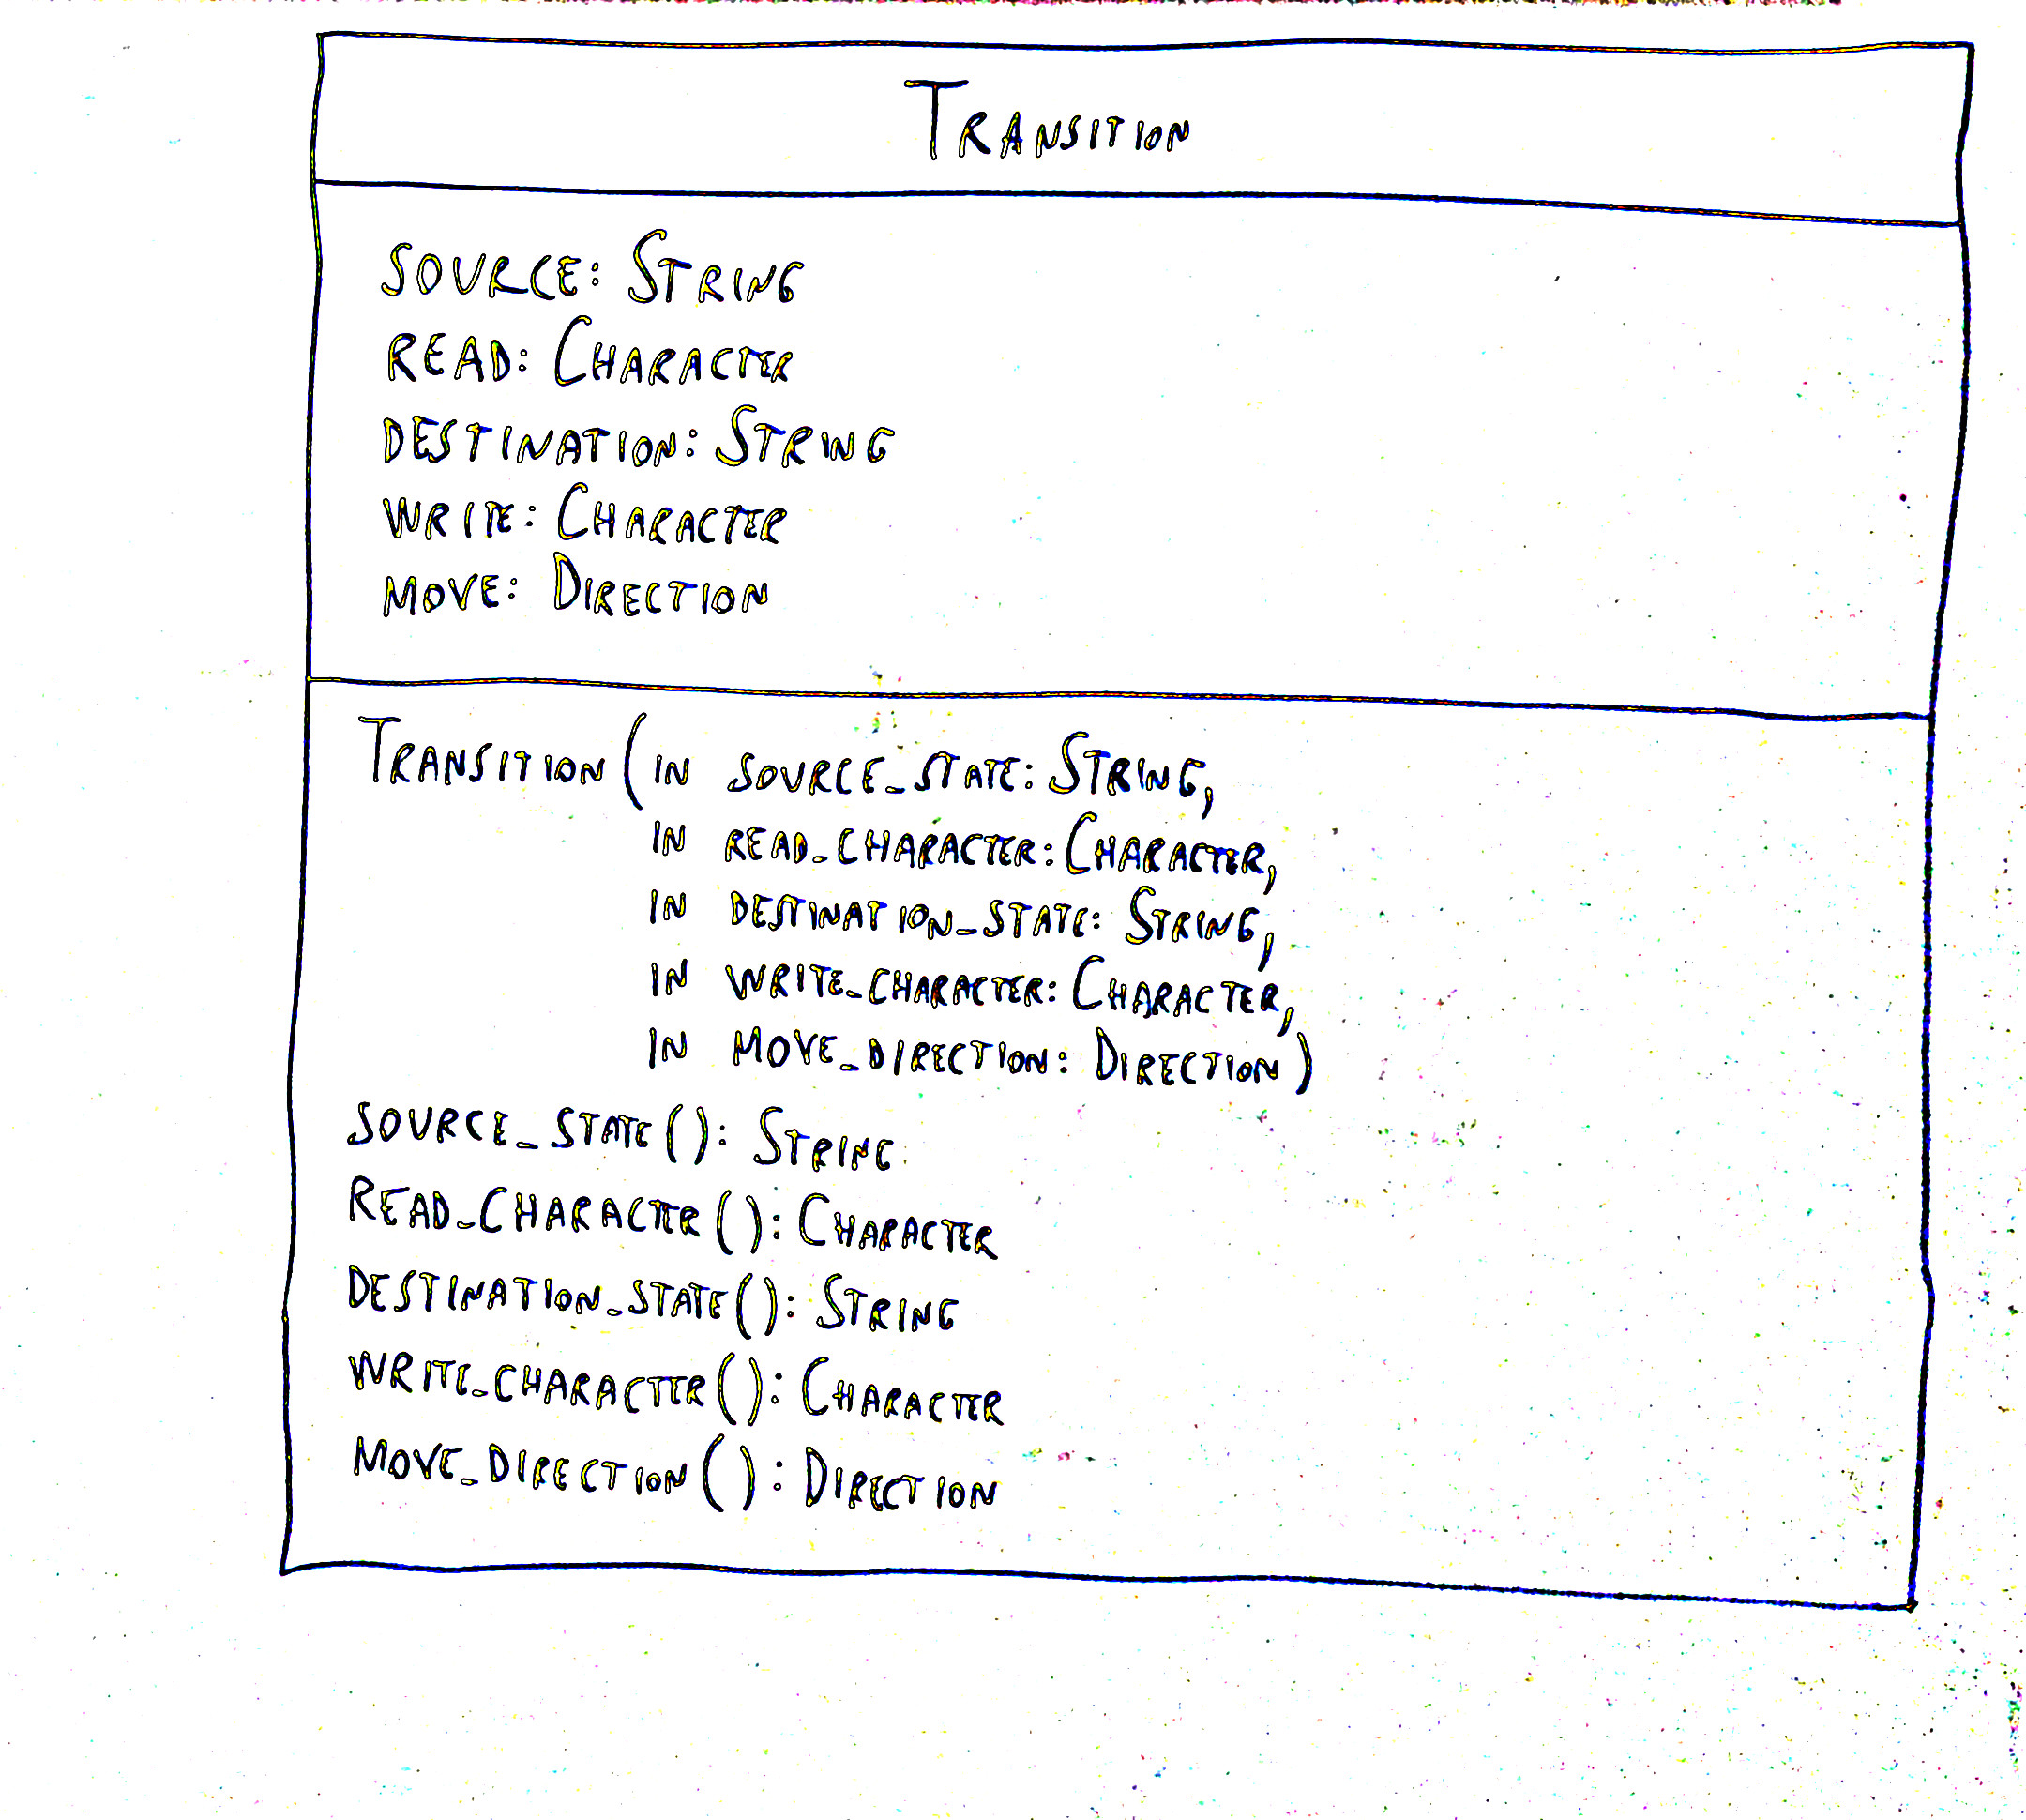 Transition
source: String
read: Character
destination: String
write: Character
move: Direction
Transition(in source_state: String,
in read_character: Character,
in destination_state: String,
in write_character: Character,
in move_direction: Direction)
source_state(): String
read_character(): Character
destination_state(): String
write_character(): Character
move_direction(): Direction